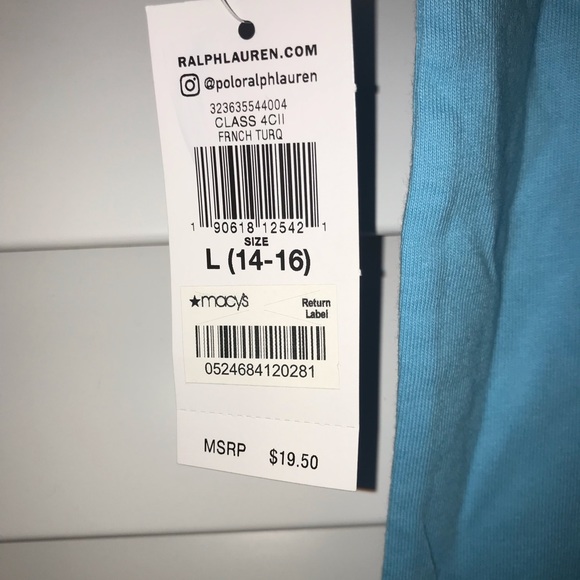 RALPHLAUREN.COM
@poloralphlauren
323635544004
CLASS 4CII
FRNCH TURQ
1 90618 12542 1
SIZE
L (14-16)
★macy's
Return
Label
0524684120281
MSRP $19.50